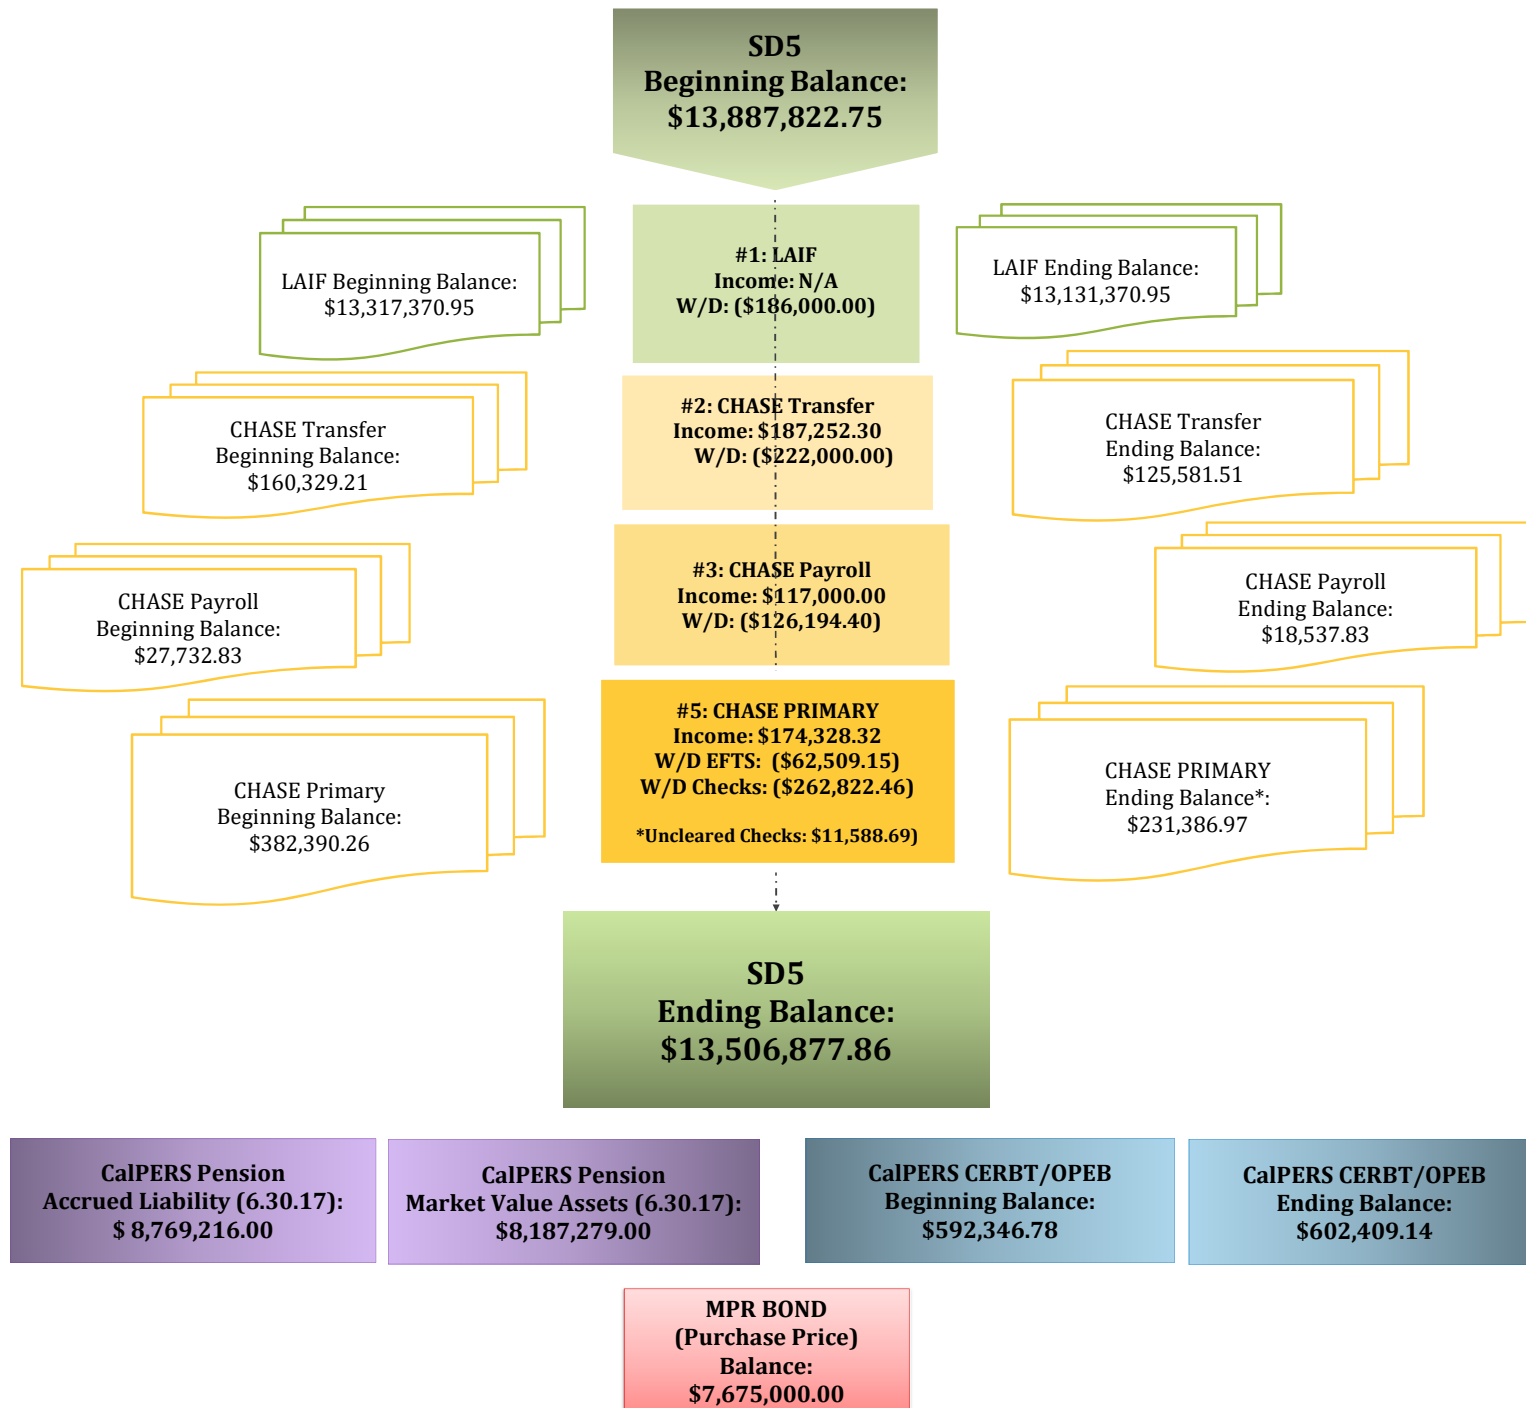 SD5
Beginning Balance:
$13,887,822.75
LAIF Beginning Balance:
$13,317,370.95
#1: LAIF
Income: N/A
W/D: ($186,000.00)
LAIF Ending Balance:
$13,131,370.95
CHASE Transfer
Beginning Balance:
$160,329.21
#2: CHASE Transfer
Income: $187,252.30
W/D: ($222,000.00)
CHASE Transfer
Ending Balance:
$125,581.51
CHASE Payroll
Beginning Balance:
$27,732.83
#3: CHASE Payroll
Income: $117,000.00
W/D: ($126,194.40)
CHASE Payroll
Ending Balance:
$18,537.83
CHASE Primary
Beginning Balance:
$382,390.26
#5: CHASE PRIMARY
Income: $174,328.32
W/D EFTS:  ($62,509.15)
W/D Checks: ($262,822.46)
*Uncleared Checks: $11,588.69)
CHASE PRIMARY
Ending Balance*:
$231,386.97
SD5
Ending Balance:
$13,506,877.86
CalPERS Pension
Accrued Liability (6.30.17):
$ 8,769,216.00
CalPERS Pension
Market Value Assets (6.30.17):
$8,187,279.00
CalPERS CERBT/OPEB
Beginning Balance:
$592,346.78
CalPERS CERBT/OPEB
Ending Balance:
$602,409.14
MPR BOND
(Purchase Price)
Balance:
$7,675,000.00